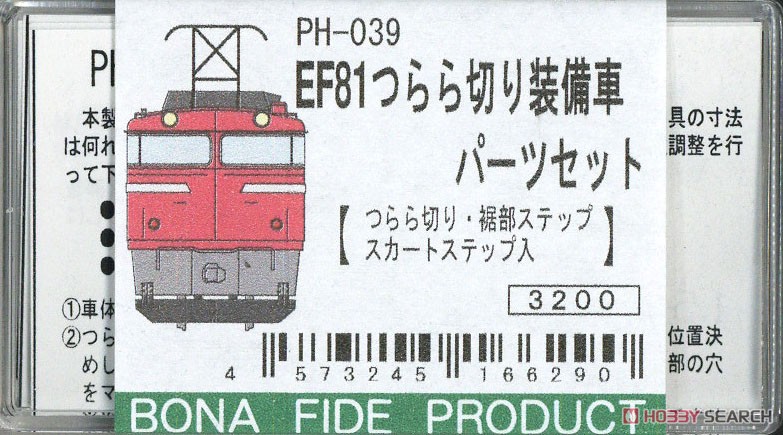 PH-039
EF81つらら切り装備車
パーツセット
【つらら切り・裾部ステップ
スカートステップ入】
3200
4 573245 166290
BONA FIDE PRODUCT
HOBBY SEARCH
本製
具の寸法
は何れ
調整を行
って下
①車体
②つら
位置決
めし
部の穴
をマ